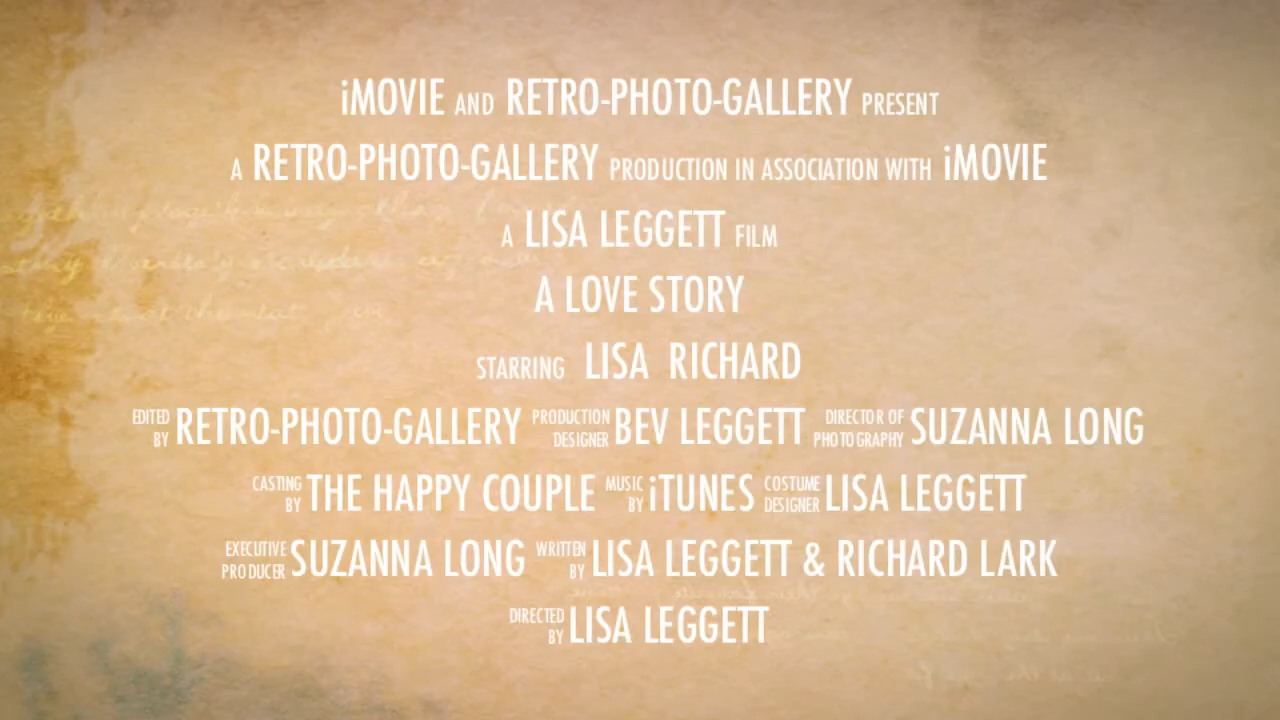 iMOVIE AND RETRO-PHOTO-GALLERY PRESENT
A RETRO-PHOTO-GALLERY PRODUCTION IN ASSOCIATION WITH iMOVIE
A LISA LEGGETT FILM
A LOVE STORY
STARRING LISA RICHARD
EDITED BY RETRO-PHOTO-GALLERY PRODUCTION DESIGNER BEV LEGGETT DIRECTOR OF PHOTOGRAPHY SUZANNA LONG
CASTING BY THE HAPPY COUPLE MUSIC BY iTUNES COSTUME DESIGNER LISA LEGGETT
EXECUTIVE PRODUCER SUZANNA LONG WRITTEN BY LISA LEGGETT & RICHARD LARK
DIRECTED BY LISA LEGGETT